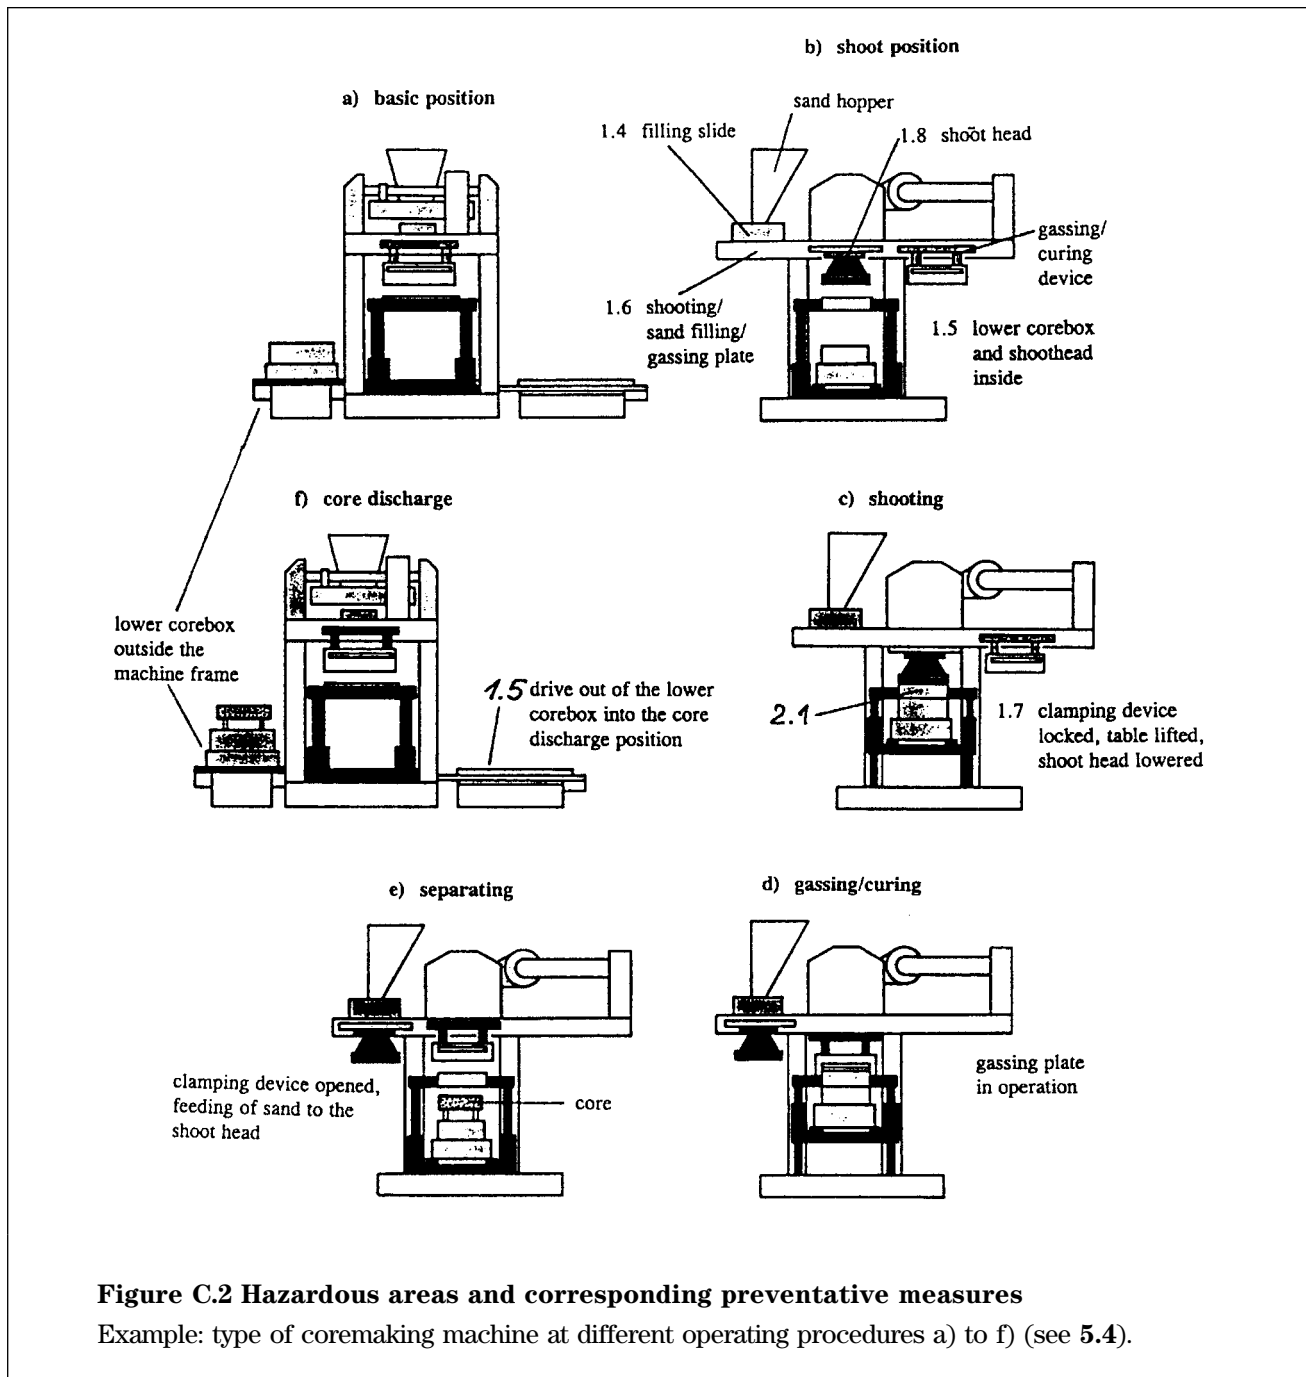 b) shoot position
a) basic position
sand hopper
1.4 filling slide
1.8 shoot head
gassing/
curing
device
1.6 shooting/
sand filling/
gassing plate
1.5 lower corebox
and shoothead
inside
f) core discharge
c) shooting
lower corebox
outside the
machine frame
1.5 drive out of the lower
corebox into the core
discharge position
2.1
1.7 clamping device
locked, table lifted,
shoot head lowered
e) separating
d) gassing/curing
clamping device opened,
feeding of sand to the
shoot head
core
gassing plate
in operation
Figure C.2 Hazardous areas and corresponding preventative measures
Example: type of coremaking machine at different operating procedures a) to f) (see 5.4).